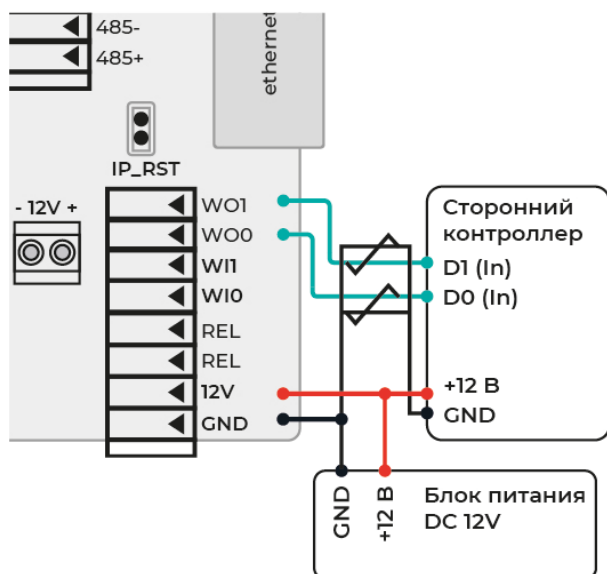 485-
485+
ethernet
IP_RST
- 12V +
WO1
WO0
WI1
WI0
REL
REL
12V
GND
Сторонний
контроллер
D1 (In)
D0 (In)
+12 В
GND
GND
+12 В
Блок питания
DC 12V